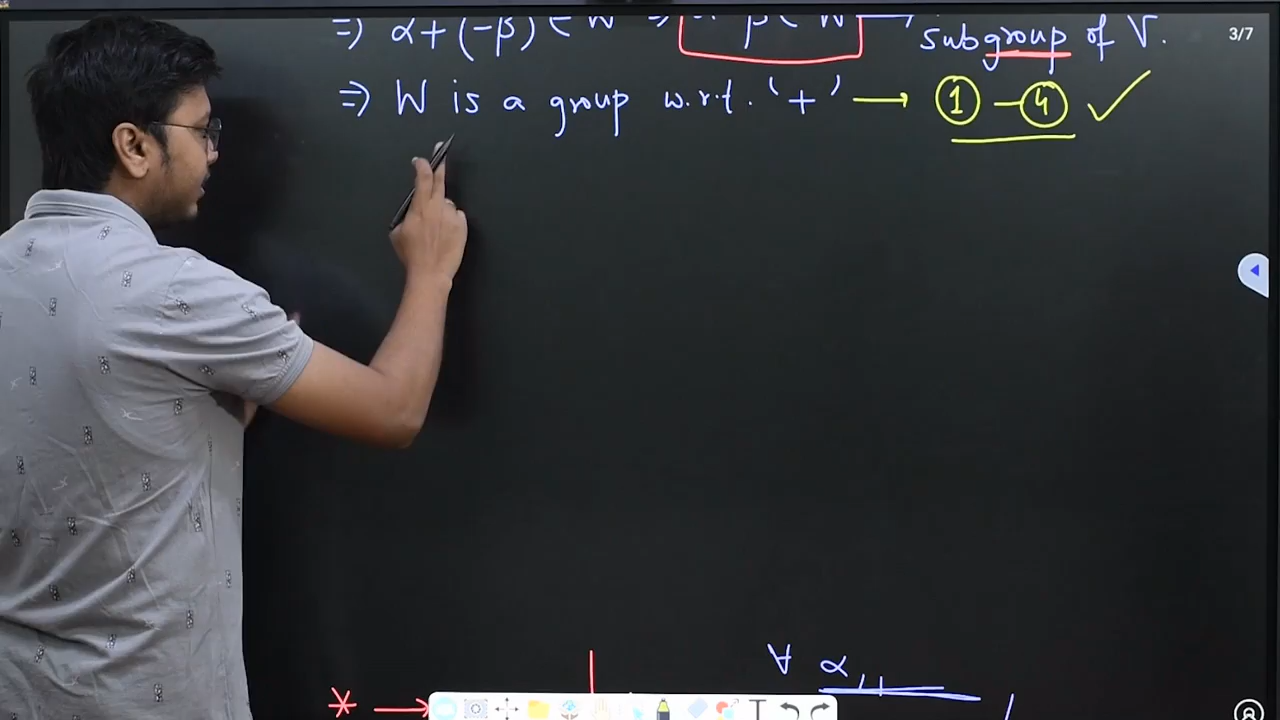 ⇒ α+(-β) ∈ W ⇒ β ∈ W → subgroup of V.
3/7
⇒ W is a group w.r.t. '+' → ① — ④ ✓
∀ α
* →
T